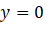 y = 0